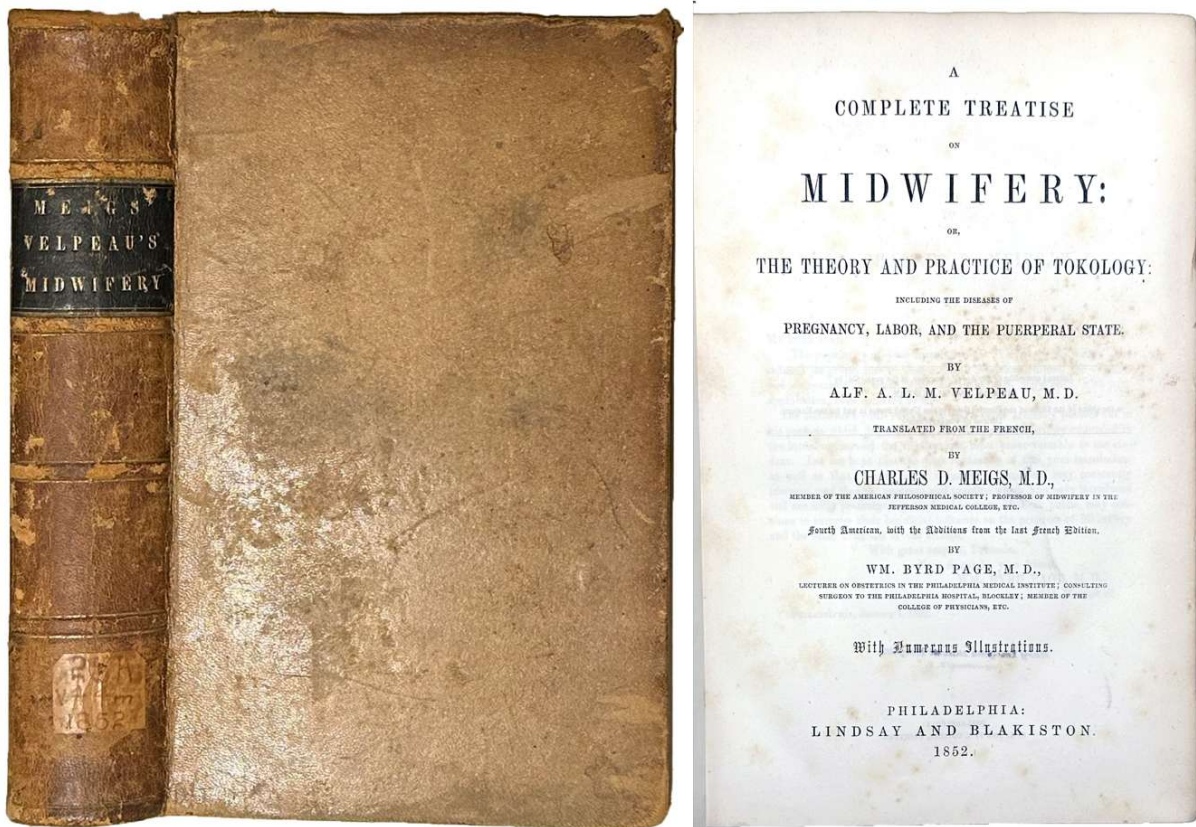 MEIGS'
VELPEAU'S
MIDWIFERY
1852
A
COMPLETE TREATISE
ON
MIDWIFERY:
OR,
THE THEORY AND PRACTICE OF TOKOLOGY:
INCLUDING THE DISEASES OF
PREGNANCY, LABOR, AND THE PUERPERAL STATE.
BY
ALF. A. L. M. VELPEAU, M.D.
TRANSLATED FROM THE FRENCH,
BY
CHARLES D. MEIGS, M.D.,
MEMBER OF THE AMERICAN PHILOSOPHICAL SOCIETY; PROFESSOR OF MIDWIFERY IN THE
JEFFERSON MEDICAL COLLEGE, ETC.
Fourth American, with the Additions from the last French Edition.
BY
WM. BYRD PAGE, M.D.,
LECTURER ON OBSTETRICS IN THE PHILADELPHIA MEDICAL INSTITUTE; CONSULTING
SURGEON TO THE PHILADELPHIA HOSPITAL, BLOCKLEY; MEMBER OF THE
COLLEGE OF PHYSICIANS, ETC.
With Numerous Illustrations.
PHILADELPHIA:
LINDSAY AND BLAKISTON.
1852.